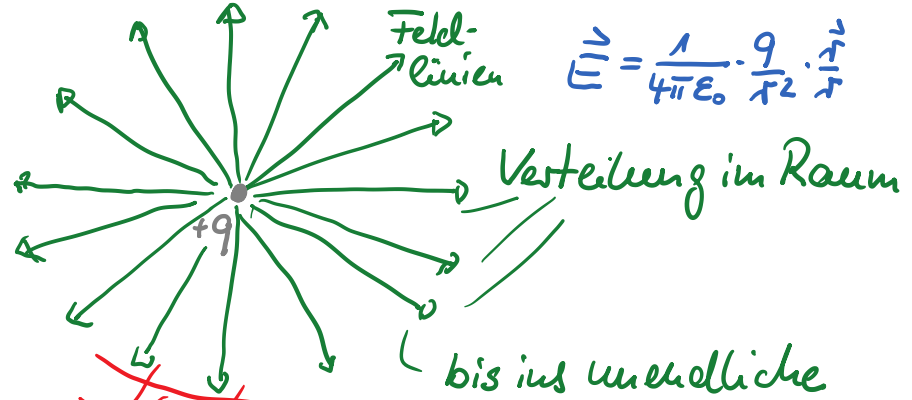 Feld-
linien
E⃗ = 1/(4πε₀) · q/r² · r⃗/r
Verteilung im Raum
+q
bis ins unendliche